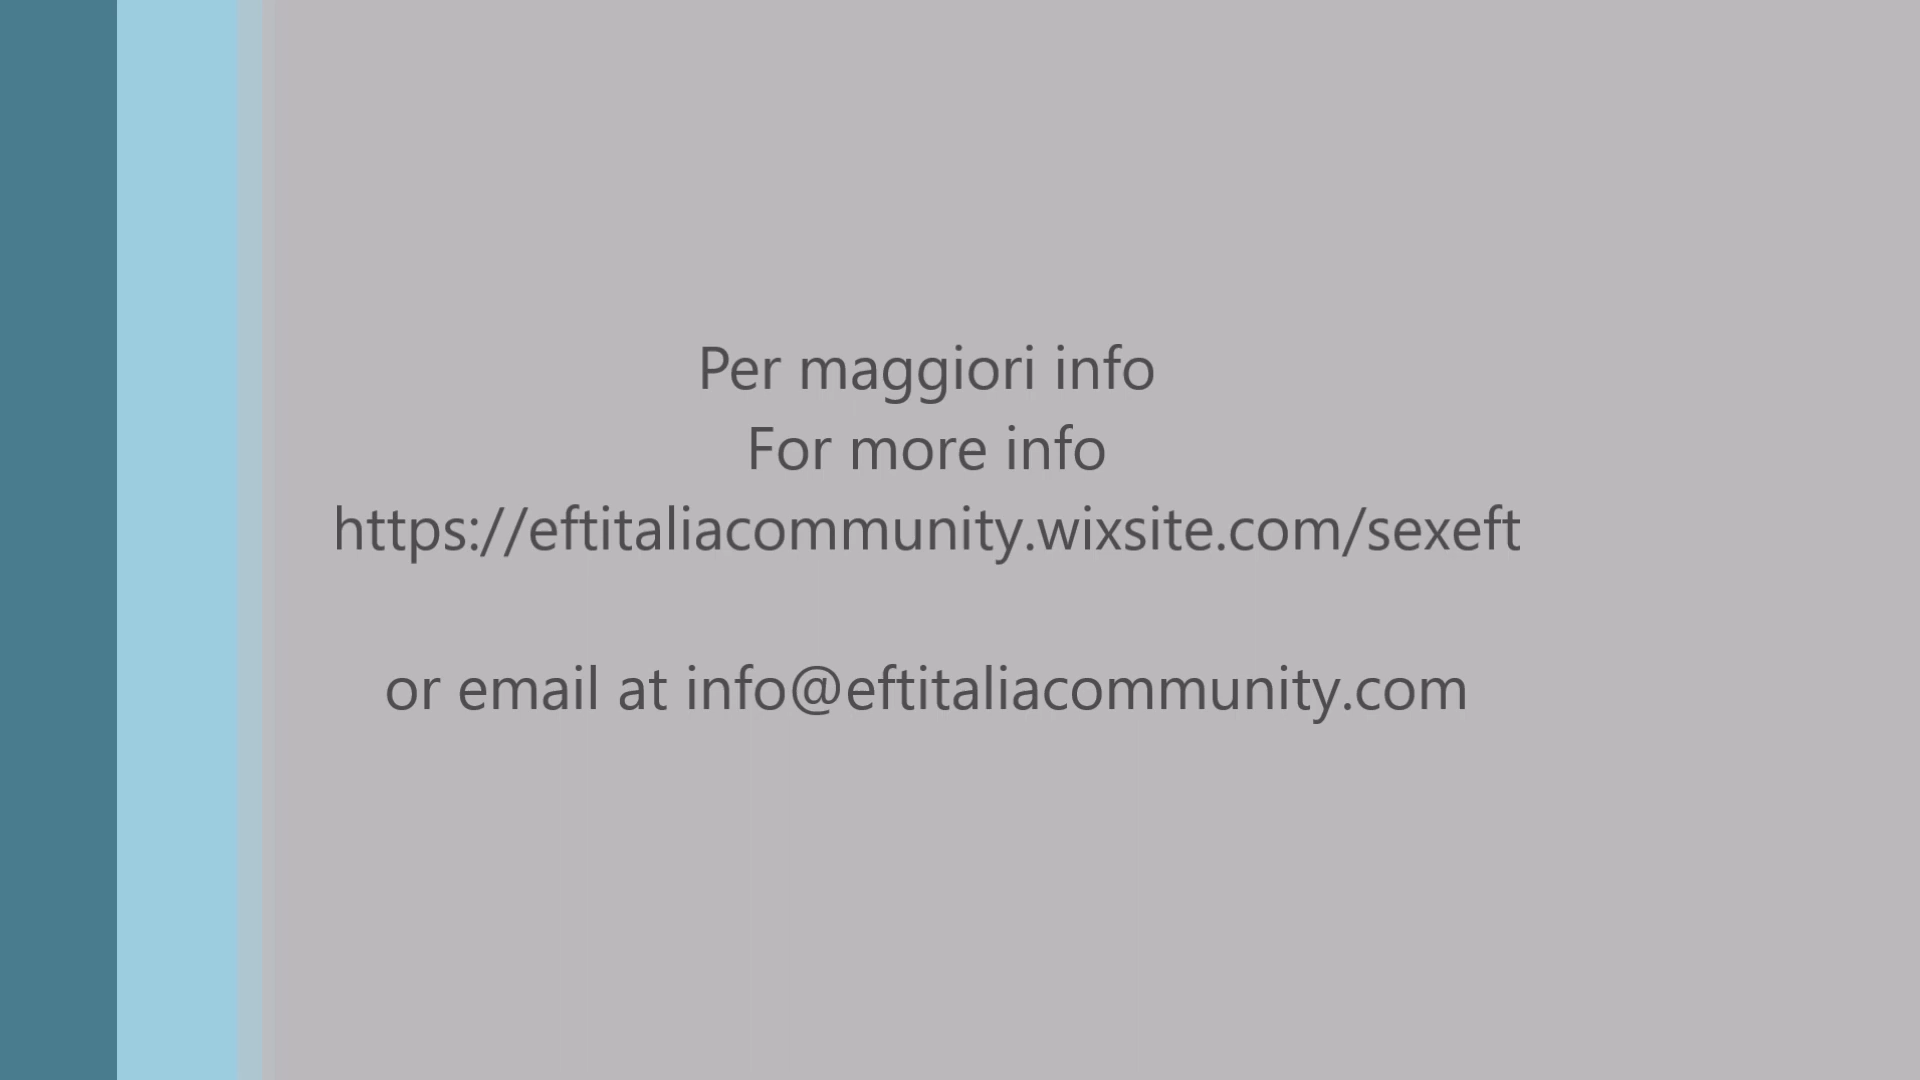 Per maggiori info
For more info
https://eftitaliacommunity.wixsite.com/sexeft
or email at info@eftitaliacommunity.com